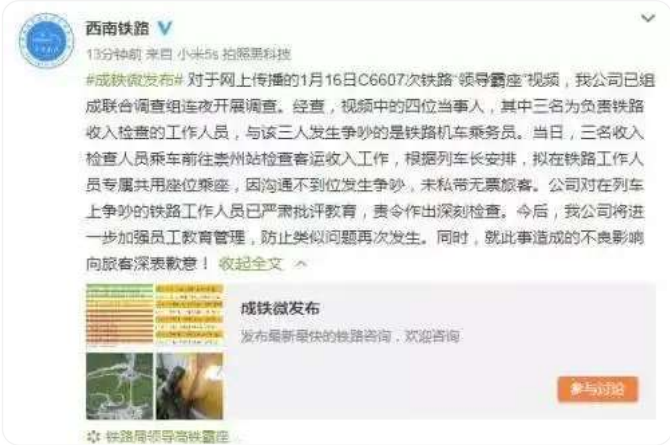 西南铁路
13分钟前 来自 小米5s 拍照黑科技
#成铁微发布# 对于网上传播的1月16日C6607次铁路“领导霸座”视频，我公司已组
成联合调查组连夜开展调查。经查，视频中的四位当事人，其中三名为负责铁路
收入检查的工作人员，与该三人发生争吵的是铁路机车乘务员。当日，三名收入
检查人员乘车前往崇州站检查客运收入工作，根据列车长安排，拟在铁路工作人
员专属共用座位乘座，因沟通不到位发生争吵，未私带无票旅客。公司对在列车
上争吵的铁路工作人员已严肃批评教育，责令作出深刻检查。今后，我公司将进
一步加强员工教育管理，防止类似问题再次发生。同时，就此事造成的不良影响
向旅客深表歉意！ 收起全文
成铁微发布
发布最新最快的铁路咨询，欢迎咨询
参与讨论
铁路局领导高铁霸座...